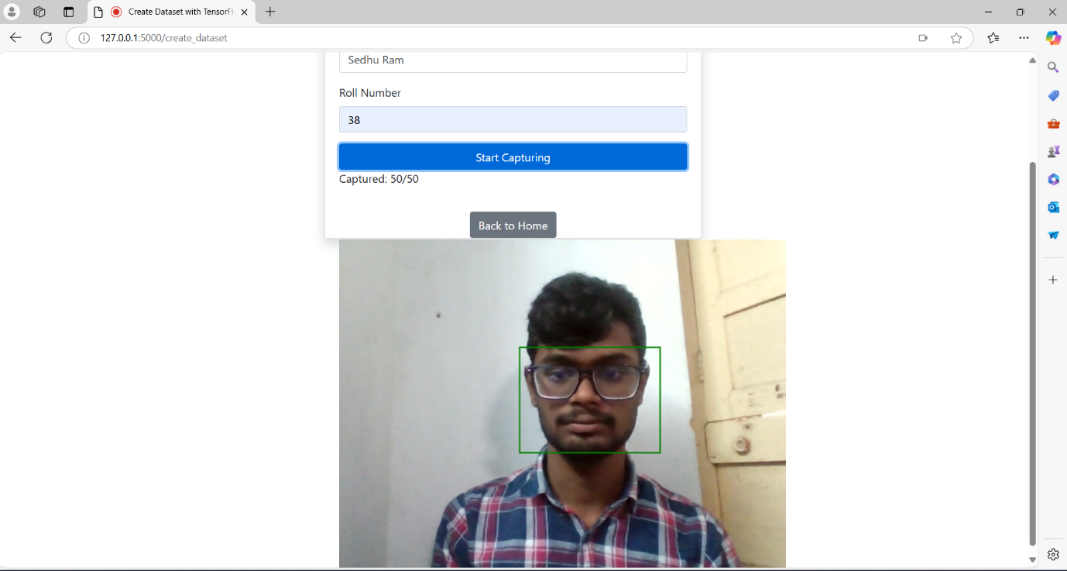 Create Dataset with TensorFl
127.0.0.1:5000/create_dataset
Sedhu Ram
Roll Number
38
Start Capturing
Captured: 50/50
Back to Home